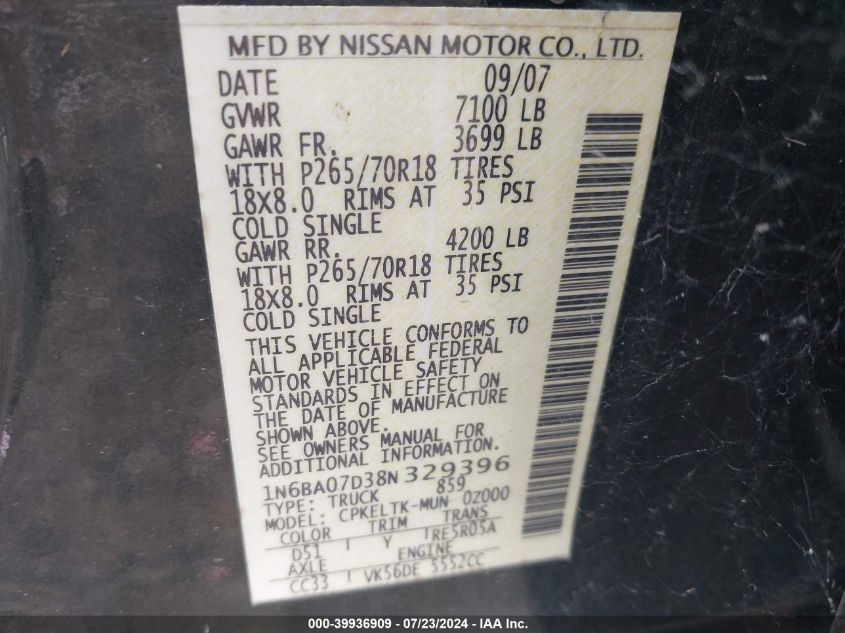 MFD BY NISSAN MOTOR CO., LTD.
DATE 09/07
GVWR 7100 LB
GAWR FR. 3699 LB
WITH P265/70R18 TIRES
18X8.0 RIMS AT 35 PSI
COLD SINGLE
GAWR RR. 4200 LB
WITH P265/70R18 TIRES
18X8.0 RIMS AT 35 PSI
COLD SINGLE
THIS VEHICLE CONFORMS TO
ALL APPLICABLE FEDERAL
MOTOR VEHICLE SAFETY
STANDARDS IN EFFECT ON
THE DATE OF MANUFACTURE
SHOWN ABOVE.
SEE OWNERS MANUAL FOR
ADDITIONAL INFORMATION.
1N6BA07D38N 329396
TYPE: TRUCK 859
MODEL: CPKELTK-MUN 0Z000
COLOR TRIM TRANS
D51 Y RE5R05A
AXLE ENGINE
CC33 VK56DE 5552CC
000-39936909 / 07/23/2024 - IAA Inc.